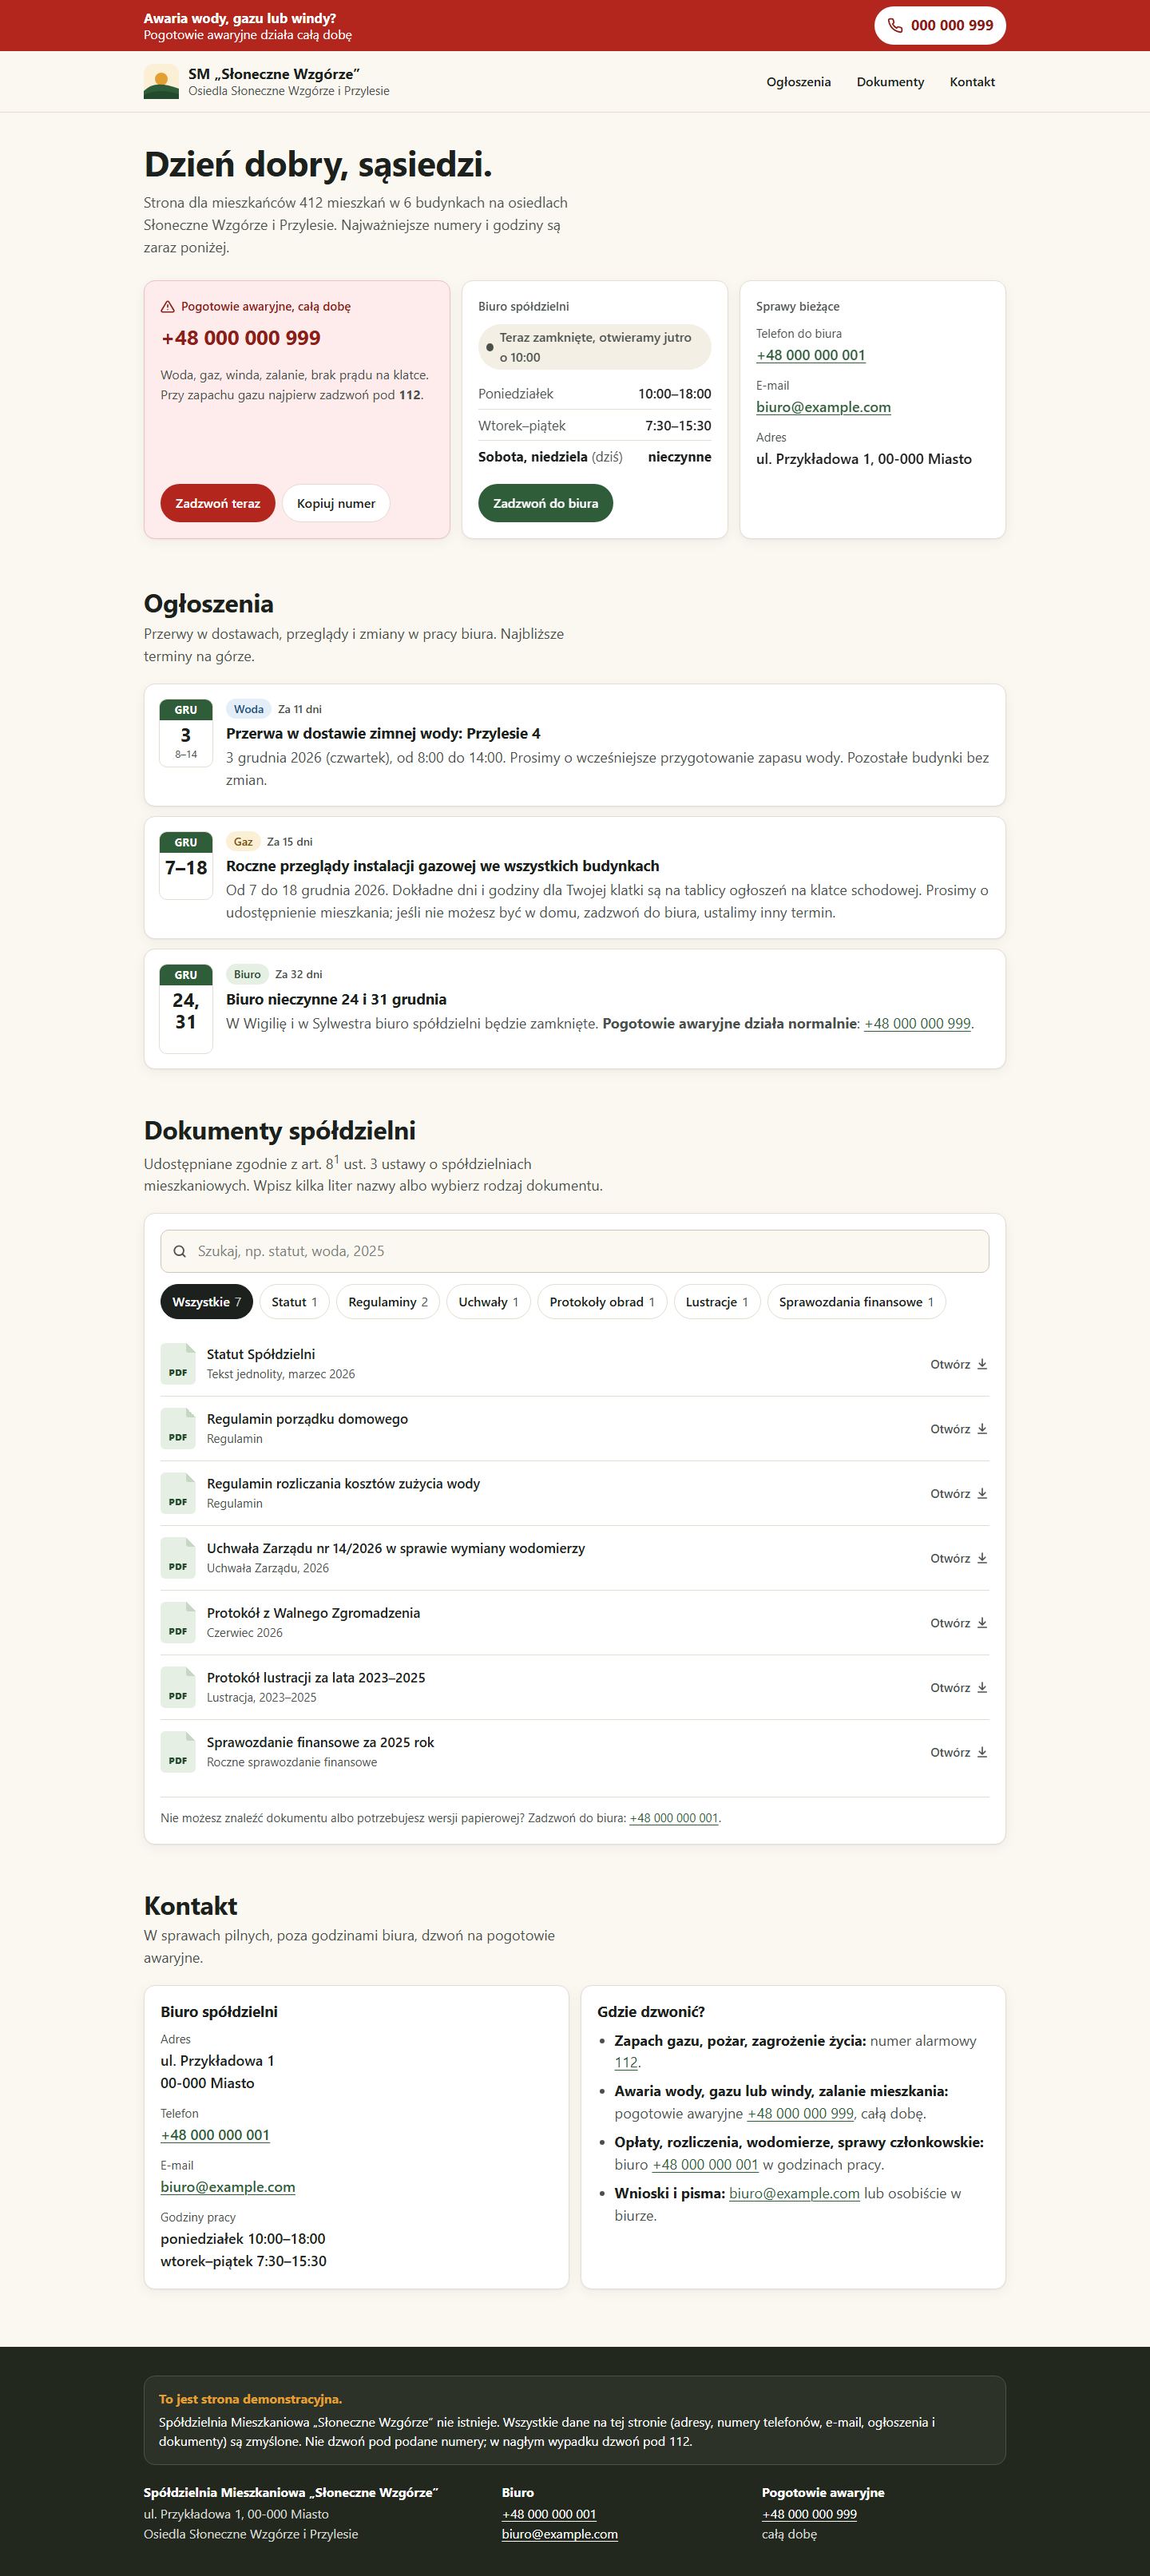 Awaria wody, gazu lub windy?
Pogotowie awaryjne działa całą dobę
000 000 999
SM „Słoneczne Wzgórze”
Osiedla Słoneczne Wzgórze i Przylesie
Ogłoszenia
Dokumenty
Kontakt
Dzień dobry, sąsiedzi.
Strona dla mieszkańców 412 mieszkań w 6 budynkach na osiedlach
Słoneczne Wzgórze i Przylesie. Najważniejsze numery i godziny są
zaraz poniżej.
Pogotowie awaryjne, całą dobę
+48 000 000 999
Woda, gaz, winda, zalanie, brak prądu na klatce.
Przy zapachu gazu najpierw zadzwoń pod 112.
Zadzwoń teraz
Kopiuj numer
Biuro spółdzielni
Teraz zamknięte, otwieramy jutro
o 10:00
Poniedziałek 10:00–18:00
Wtorek–piątek 7:30–15:30
Sobota, niedziela (dziś) nieczynne
Zadzwoń do biura
Sprawy bieżące
Telefon do biura
+48 000 000 001
E-mail
biuro@example.com
Adres
ul. Przykładowa 1, 00-000 Miasto
Ogłoszenia
Przerwy w dostawach, przeglądy i zmiany w pracy biura. Najbliższe
terminy na górze.
GRU
3
8–14
Woda Za 11 dni
Przerwa w dostawie zimnej wody: Przylesie 4
3 grudnia 2026 (czwartek), od 8:00 do 14:00. Prosimy o wcześniejsze przygotowanie zapasu wody. Pozostałe budynki bez
zmian.
GRU
7–18
Gaz Za 15 dni
Roczne przeglądy instalacji gazowej we wszystkich budynkach
Od 7 do 18 grudnia 2026. Dokładne dni i godziny dla Twojej klatki są na tablicy ogłoszeń na klatce schodowej. Prosimy o
udostępnienie mieszkania; jeśli nie możesz być w domu, zadzwoń do biura, ustalimy inny termin.
GRU
24,
31
Biuro Za 32 dni
Biuro nieczynne 24 i 31 grudnia
W Wigilię i w Sylwestra biuro spółdzielni będzie zamknięte. Pogotowie awaryjne działa normalnie: +48 000 000 999.
Dokumenty spółdzielni
Udostępniane zgodnie z art. 8¹ ust. 3 ustawy o spółdzielniach
mieszkaniowych. Wpisz kilka liter nazwy albo wybierz rodzaj dokumentu.
Szukaj, np. statut, woda, 2025
Wszystkie 7
Statut 1
Regulaminy 2
Uchwały 1
Protokoły obrad 1
Lustracje 1
Sprawozdania finansowe 1
PDF
Statut Spółdzielni
Tekst jednolity, marzec 2026
Otwórz
PDF
Regulamin porządku domowego
Regulamin
Otwórz
PDF
Regulamin rozliczania kosztów zużycia wody
Regulamin
Otwórz
PDF
Uchwała Zarządu nr 14/2026 w sprawie wymiany wodomierzy
Uchwała Zarządu, 2026
Otwórz
PDF
Protokół z Walnego Zgromadzenia
Czerwiec 2026
Otwórz
PDF
Protokół lustracji za lata 2023–2025
Lustracja, 2023–2025
Otwórz
PDF
Sprawozdanie finansowe za 2025 rok
Roczne sprawozdanie finansowe
Otwórz
Nie możesz znaleźć dokumentu albo potrzebujesz wersji papierowej? Zadzwoń do biura: +48 000 000 001.
Kontakt
W sprawach pilnych, poza godzinami biura, dzwoń na pogotowie
awaryjne.
Biuro spółdzielni
Adres
ul. Przykładowa 1
00-000 Miasto
Telefon
+48 000 000 001
E-mail
biuro@example.com
Godziny pracy
poniedziałek 10:00–18:00
wtorek–piątek 7:30–15:30
Gdzie dzwonić?
• Zapach gazu, pożar, zagrożenie życia: numer alarmowy
112.
• Awaria wody, gazu lub windy, zalanie mieszkania:
pogotowie awaryjne +48 000 000 999, całą dobę.
• Opłaty, rozliczenia, wodomierze, sprawy członkowskie:
biuro +48 000 000 001 w godzinach pracy.
• Wnioski i pisma: biuro@example.com lub osobiście w
biurze.
To jest strona demonstracyjna.
Spółdzielnia Mieszkaniowa „Słoneczne Wzgórze” nie istnieje. Wszystkie dane na tej stronie (adresy, numery telefonów, e-mail, ogłoszenia i
dokumenty) są zmyślone. Nie dzwoń pod podane numery; w nagłym wypadku dzwoń pod 112.
Spółdzielnia Mieszkaniowa „Słoneczne Wzgórze”
ul. Przykładowa 1, 00-000 Miasto
Osiedla Słoneczne Wzgórze i Przylesie
Biuro
+48 000 000 001
biuro@example.com
Pogotowie awaryjne
+48 000 000 999
całą dobę